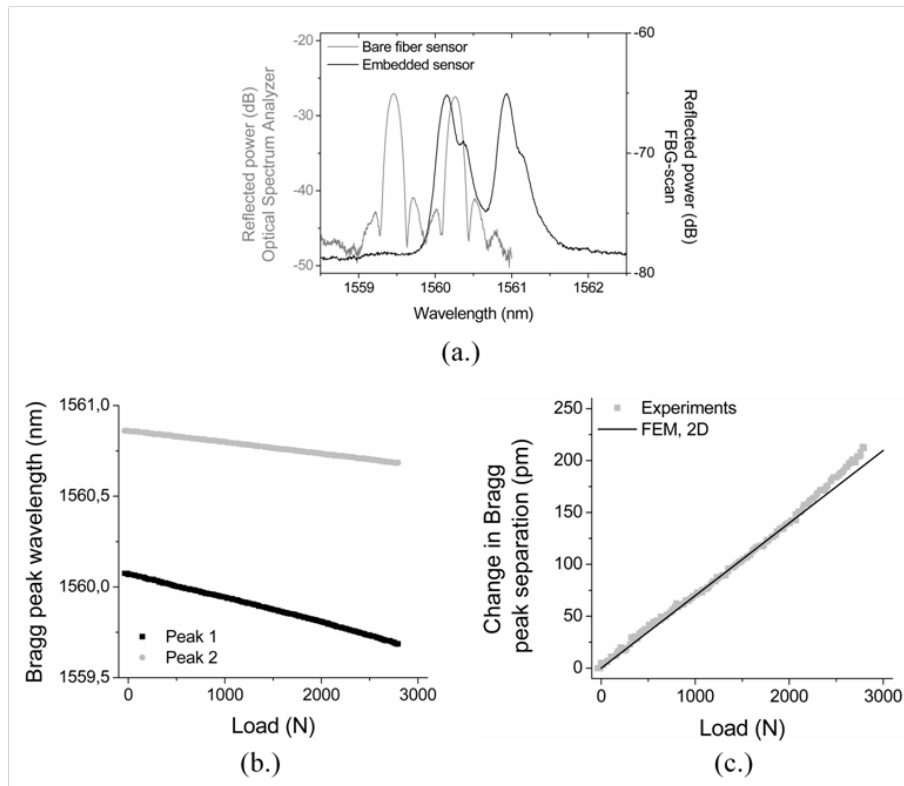 Reflected power (dB)
Optical Spectrum Analyzer
-20
-30
-40
-50
Bare fiber sensor
Embedded sensor
-60
-70
-80
Reflected power (dB)
FBG-scan
1559
1560
1561
1562
Wavelength (nm)
(a.)
Bragg peak wavelength (nm)
1561,0
1560,5
1560,0
1559,5
Peak 1
Peak 2
0
1000
2000
3000
Load (N)
(b.)
Change in Bragg
peak separation (pm)
250
200
150
100
50
0
Experiments
FEM, 2D
0
1000
2000
3000
Load (N)
(c.)